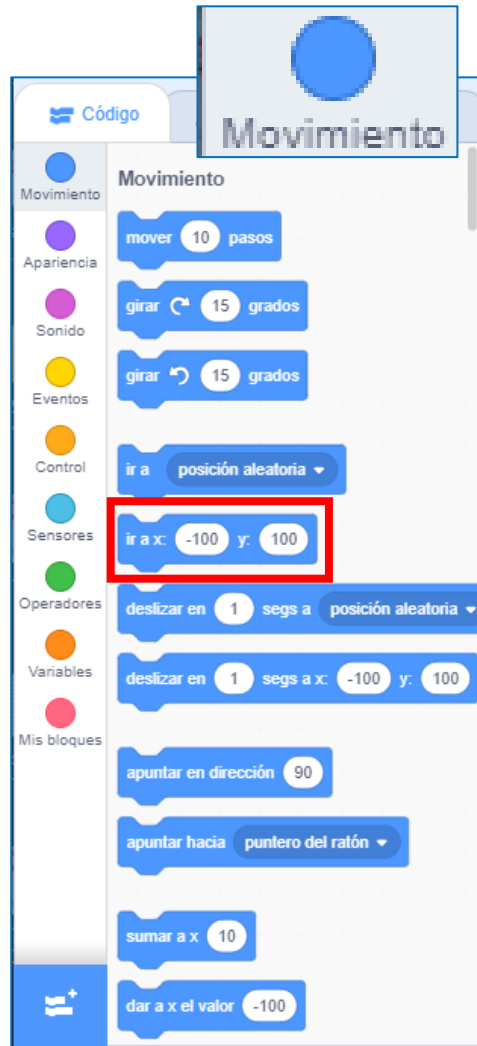 Movimiento
Código
Movimiento
Apariencia
Sonido
Eventos
Control
Sensores
Operadores
Variables
Mis bloques
Movimiento
mover 10 pasos
girar 15 grados
girar 15 grados
ir a posición aleatoria
ir a x: -100 y: 100
deslizar en 1 segs a posición aleatoria
deslizar en 1 segs a x: -100 y: 100
apuntar en dirección 90
apuntar hacia puntero del ratón
sumar a x 10
dar a x el valor -100